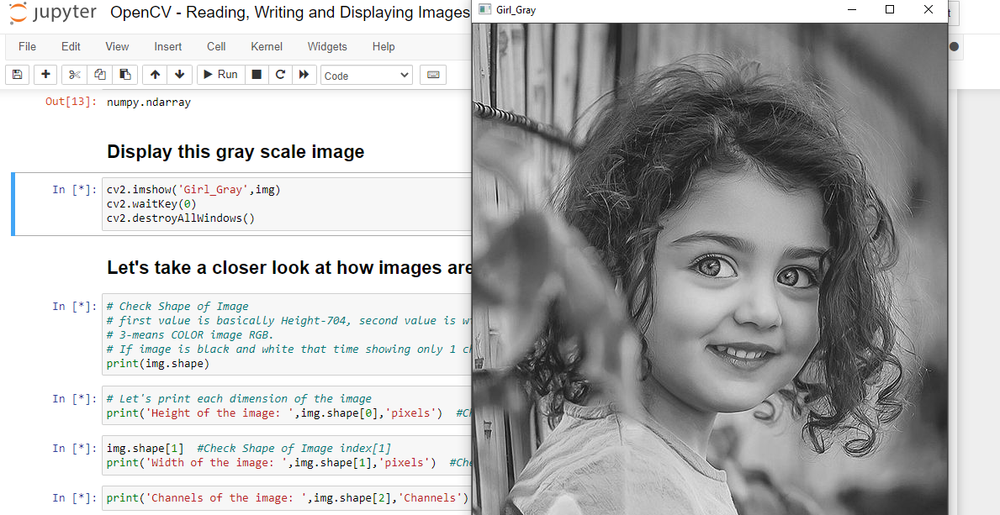 jupyter OpenCV - Reading, Writing and Displaying Images
Girl_Gray
File Edit View Insert Cell Kernel Widgets Help
Run
Code
Out[13]: numpy.ndarray
Display this gray scale image
In [*]: cv2.imshow('Girl_Gray',img)
cv2.waitKey(0)
cv2.destroyAllWindows()
Let's take a closer look at how images are
In [*]: # Check Shape of Image
# first value is basically Height-704, second value is
# 3-means COLOR image RGB.
# If image is black and white that time showing only 1
print(img.shape)
In [*]: # Let's print each dimension of the image
print('Height of the image: ',img.shape[0],'pixels')
In [*]: img.shape[1] #Check Shape of Image index[1]
print('Width of the image: ',img.shape[1],'pixels')
In [*]: print('Channels of the image: ',img.shape[2],'Channels')